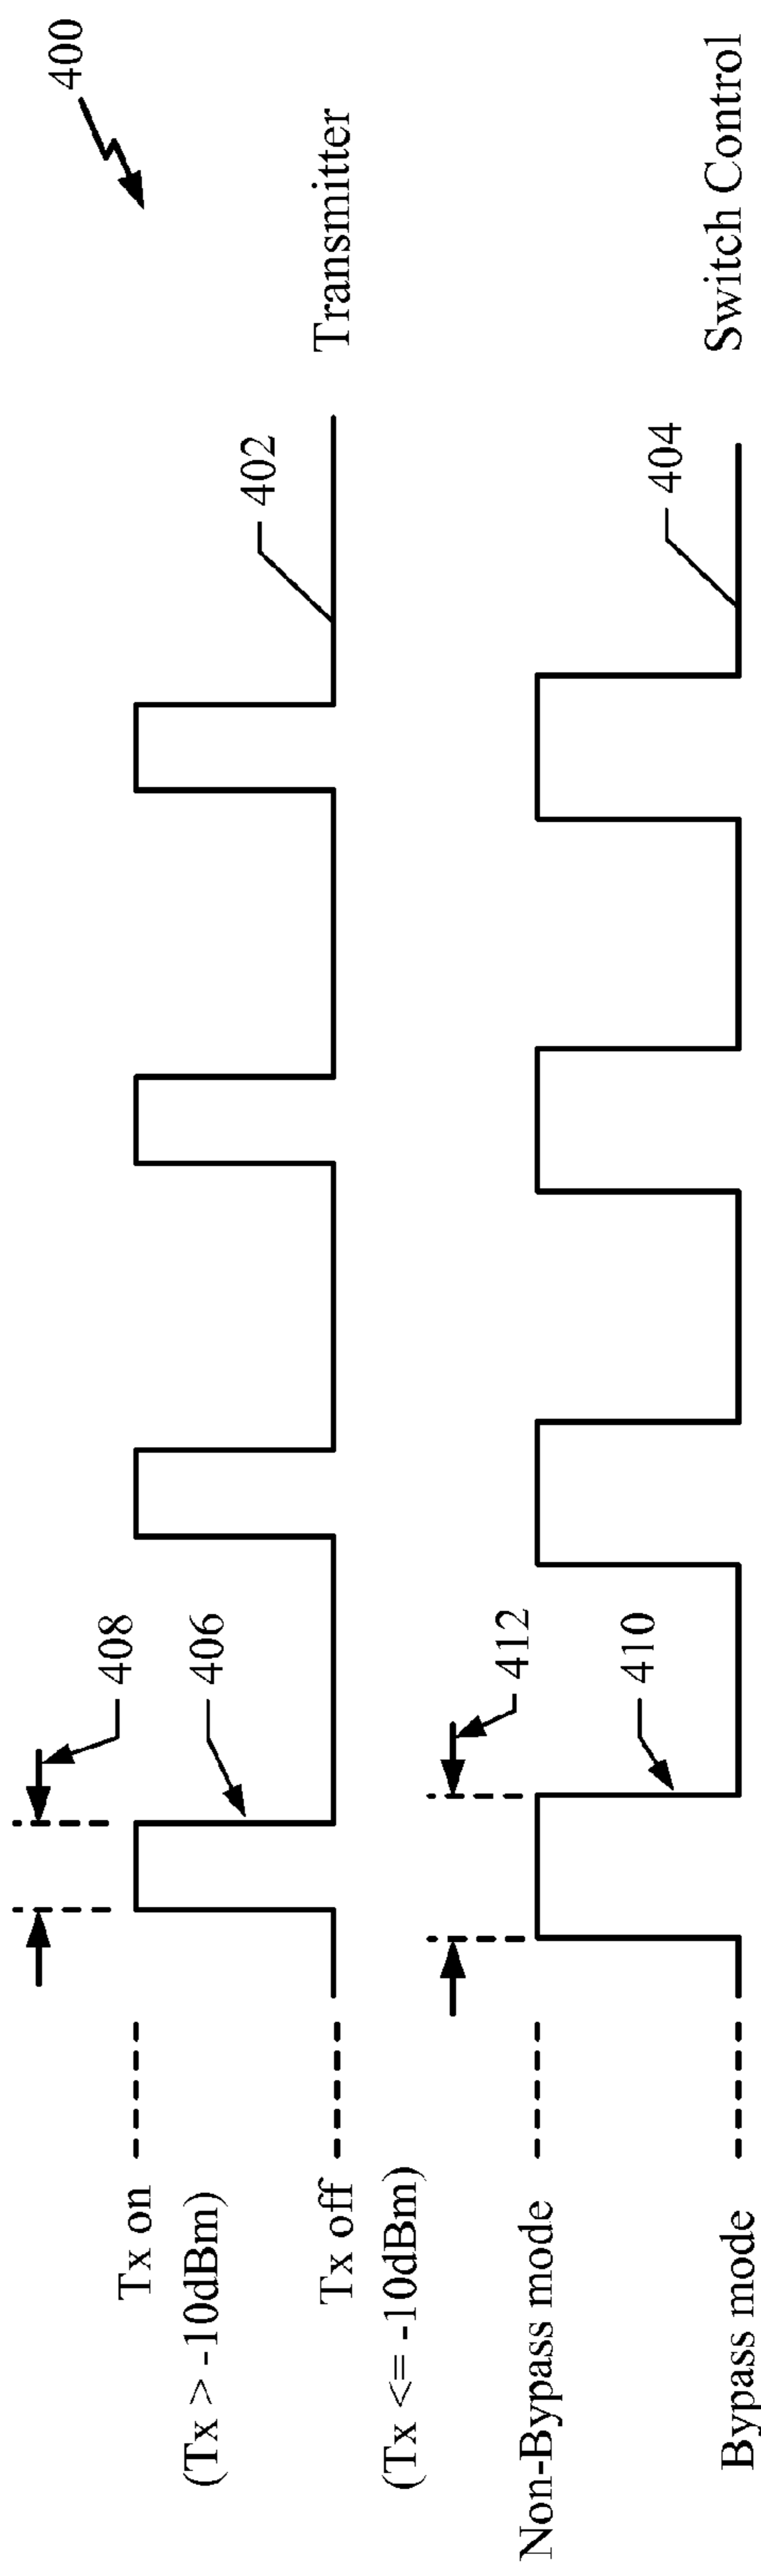 400
Tx on
(Tx > -10dBm)
408
406
402
Transmitter
Tx off
(Tx <= -10dBm)
Non-Bypass mode
412
410
404
Switch Control
Bypass mode